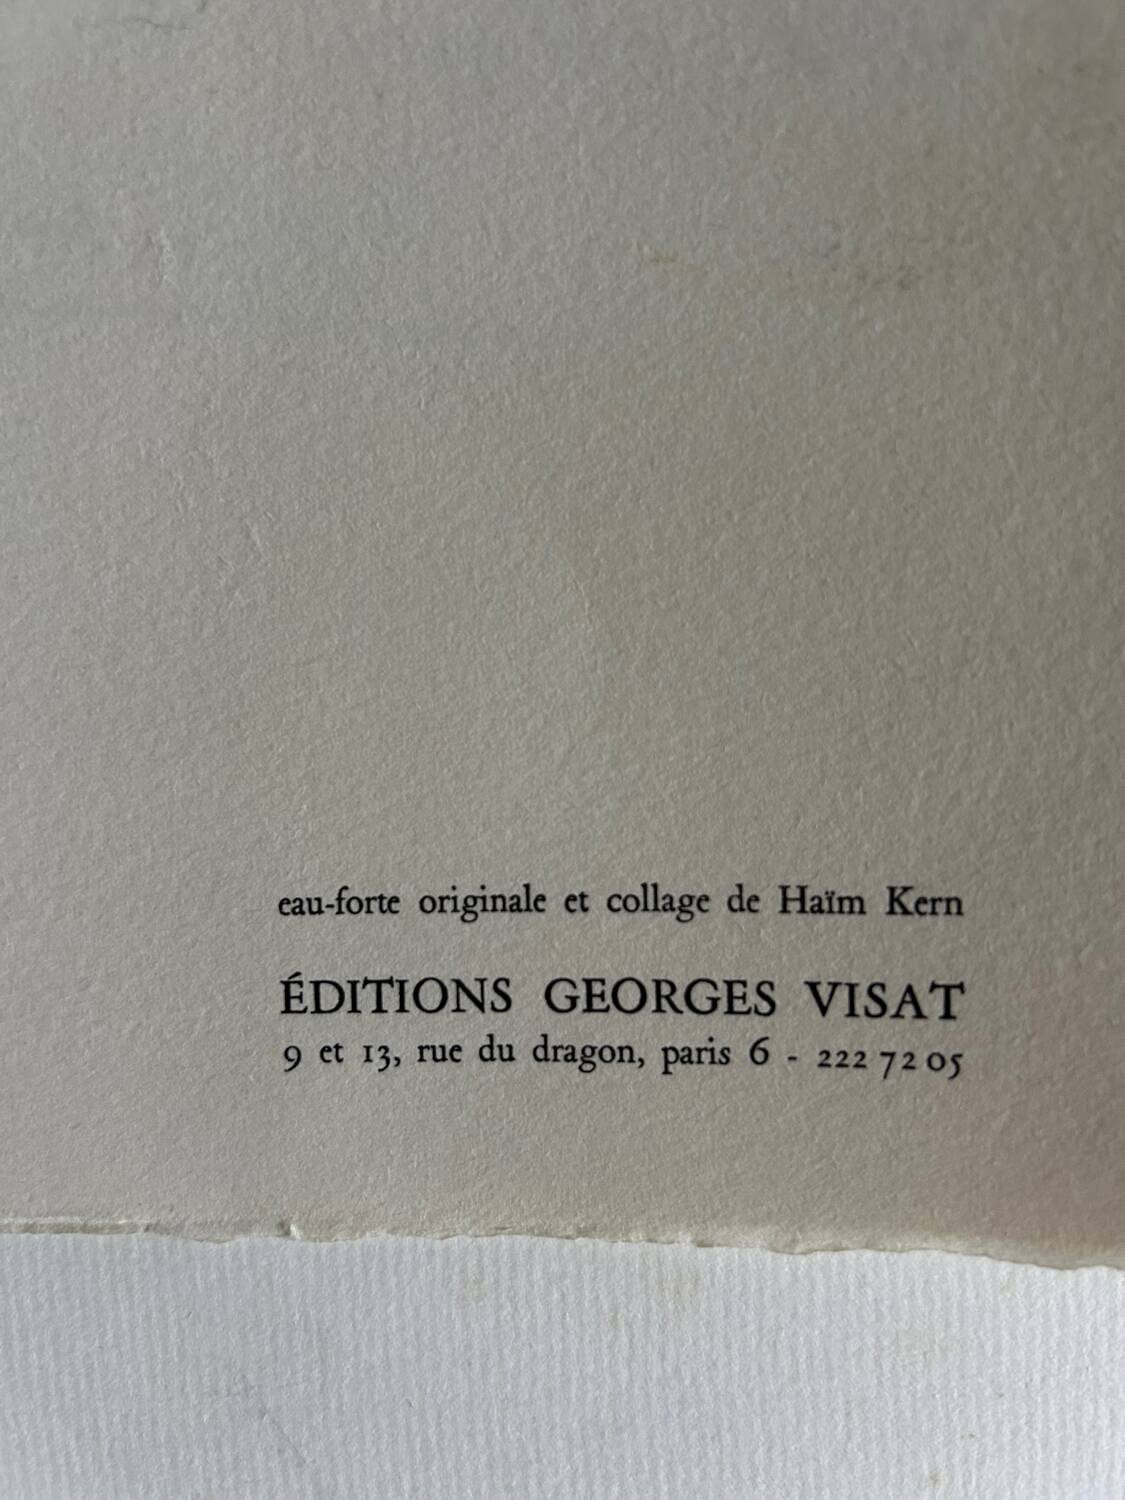 eau-forte originale et collage de Haïm Kern
ÉDITIONS GEORGES VISAT
9 et 13, rue du dragon, paris 6 - 222 72 05